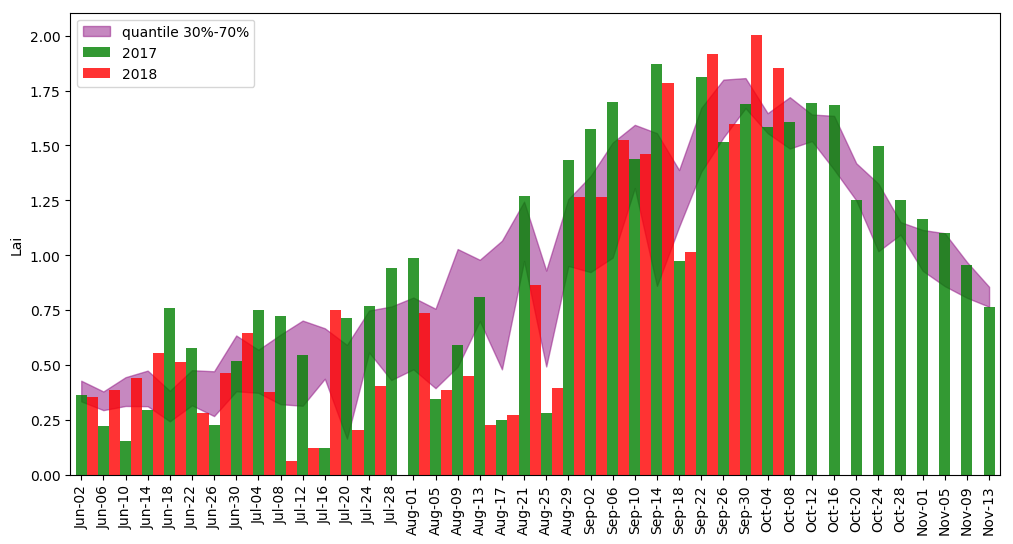 quantile 30%-70%
2017
2018
Lai
2.00
1.75
1.50
1.25
1.00
0.75
0.50
0.25
0.00
Jun-02
Jun-06
Jun-10
Jun-14
Jun-18
Jun-22
Jun-26
Jun-30
Jul-04
Jul-08
Jul-12
Jul-16
Jul-20
Jul-24
Jul-28
Aug-01
Aug-05
Aug-09
Aug-13
Aug-17
Aug-21
Aug-25
Aug-29
Sep-02
Sep-06
Sep-10
Sep-14
Sep-18
Sep-22
Sep-26
Sep-30
Oct-04
Oct-08
Oct-12
Oct-16
Oct-20
Oct-24
Oct-28
Nov-01
Nov-05
Nov-09
Nov-13